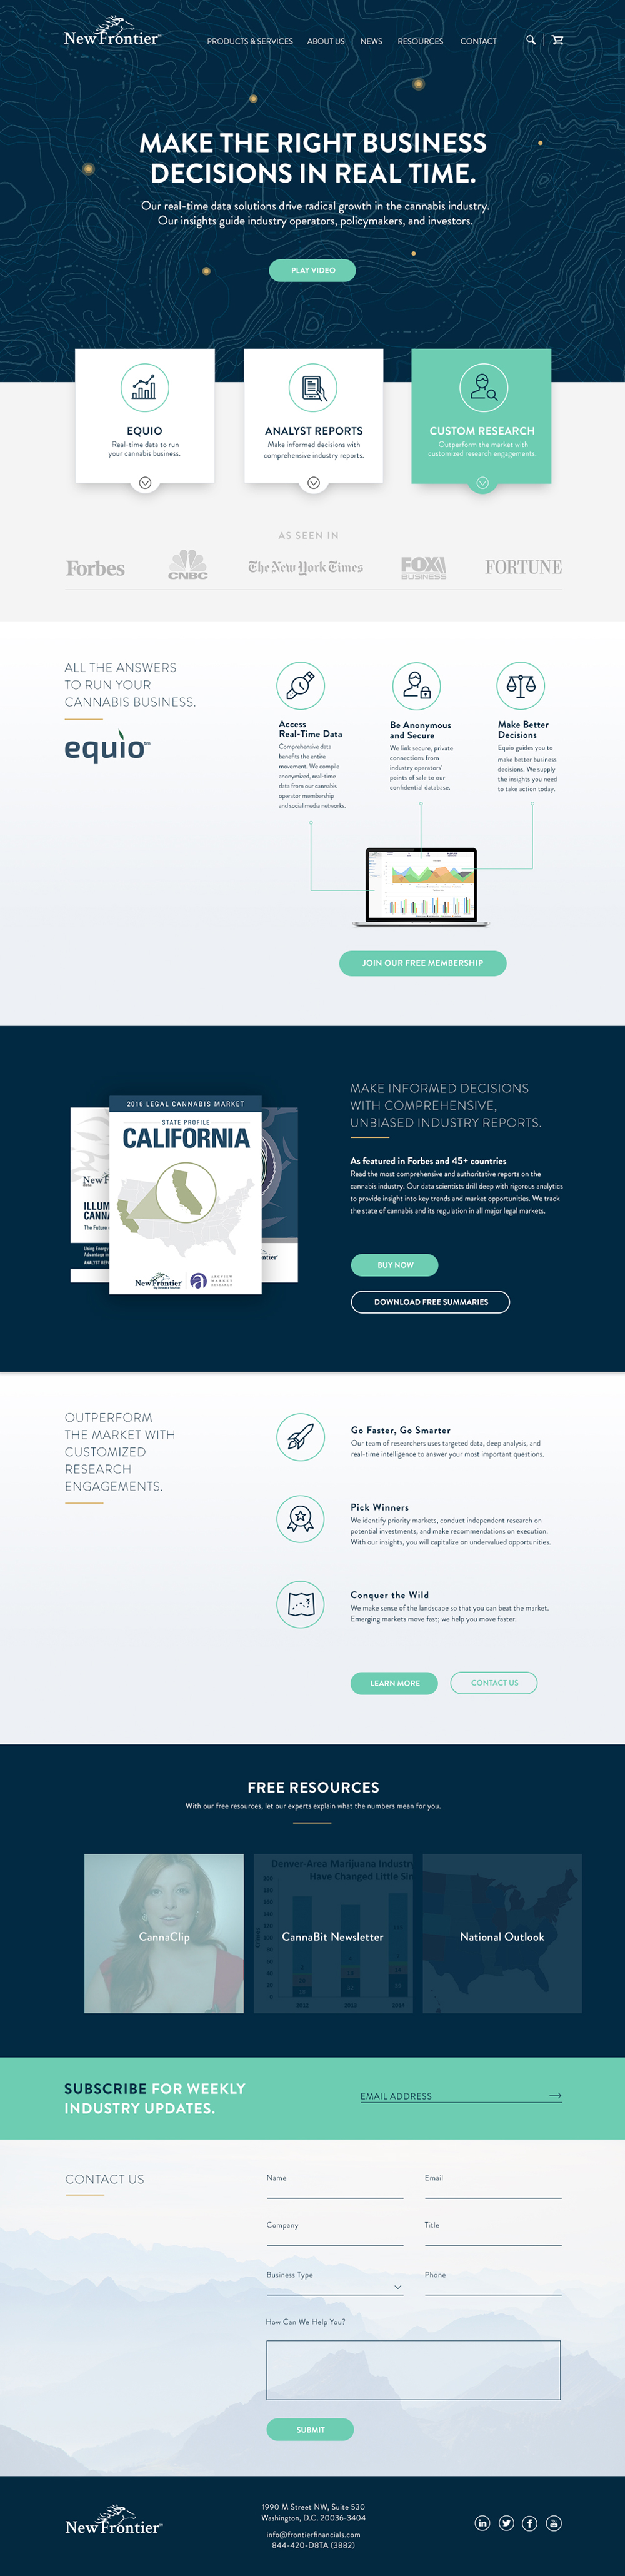 New Frontier
PRODUCTS & SERVICES
ABOUT US
NEWS
RESOURCES
CONTACT
MAKE THE RIGHT BUSINESS
DECISIONS IN REAL TIME.
Our real-time data solutions drive radical growth in the cannabis industry.
Our insights guide industry operators, policymakers, and investors.
PLAY VIDEO
EQUIO
Real-time data to run
your cannabis business.
ANALYST REPORTS
Make informed decisions with
comprehensive industry reports.
CUSTOM RESEARCH
Outperform the market with
customized research engagements.
AS SEEN IN
Forbes
CNBC
The New York Times
FOX
BUSINESS
FORTUNE
ALL THE ANSWERS
TO RUN YOUR
CANNABIS BUSINESS.
equio
Access
Real-Time Data
Comprehensive data
benefits the entire
movement. We compile
anonymized, real-time
data from our cannabis
operator membership
and social media networks.
Be Anonymous
and Secure
We link secure, private
connections from
industry operators'
points of sale to our
confidential database.
Make Better
Decisions
Equio guides you to
make better business
decisions. We supply
the insights you need
to take action today.
JOIN OUR FREE MEMBERSHIP
2016 LEGAL CANNABIS MARKET
STATE PROFILE
CALIFORNIA
New F
ILLUM
CANNA
The Future
Using Energy
Advantage in
ANALYST REP
New Frontier
ARCVIEW
MARKET
RESEARCH
ntier
MAKE INFORMED DECISIONS
WITH COMPREHENSIVE,
UNBIASED INDUSTRY REPORTS.
As featured in Forbes and 45+ countries
Read the most comprehensive and authoritative reports on the
cannabis industry. Our data scientists drill deep with rigorous analytics
to provide insight into key trends and market opportunities. We track
the state of cannabis and its regulation in all major legal markets.
BUY NOW
DOWNLOAD FREE SUMMARIES
OUTPERFORM
THE MARKET WITH
CUSTOMIZED
RESEARCH
ENGAGEMENTS.
Go Faster, Go Smarter
Our team of researchers uses targeted data, deep analysis, and
real-time intelligence to answer your most important questions.
Pick Winners
We identify priority markets, conduct independent research on
potential investments, and make recommendations on execution.
With our insights, you will capitalize on undervalued opportunities.
Conquer the Wild
We make sense of the landscape so that you can beat the market.
Emerging markets move fast; we help you move faster.
LEARN MORE
CONTACT US
FREE RESOURCES
With our free resources, let our experts explain what the numbers mean for you.
CannaClip
Denver-Area Marijuana Industr
Have Changed Little Sin
CannaBit Newsletter
2012
2013
2014
National Outlook
SUBSCRIBE FOR WEEKLY
INDUSTRY UPDATES.
EMAIL ADDRESS
CONTACT US
Name
Email
Company
Title
Business Type
Phone
How Can We Help You?
SUBMIT
New Frontier
1990 M Street NW, Suite 530
Washington, D.C. 20036-3404
info@frontierfinancials.com
844-420-D8TA (3882)